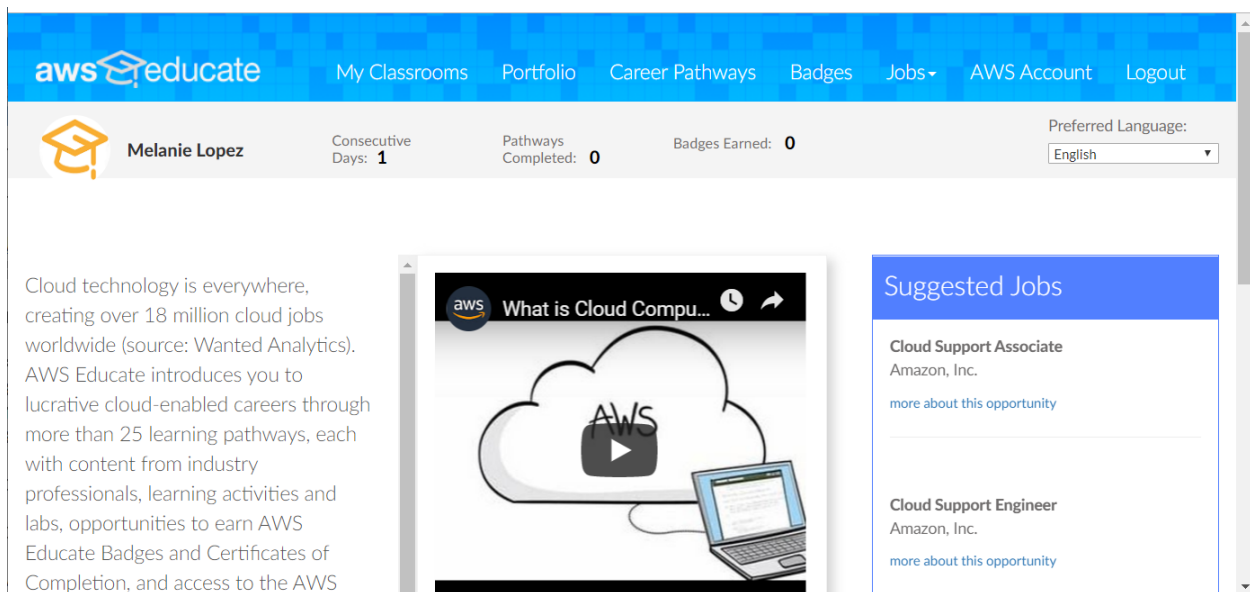 aws educate
My Classrooms Portfolio Career Pathways Badges Jobs AWS Account Logout
Melanie Lopez
Consecutive
Days: 1
Pathways
Completed: 0
Badges Earned: 0
Preferred Language:
English
Cloud technology is everywhere,
creating over 18 million cloud jobs
worldwide (source: Wanted Analytics).
AWS Educate introduces you to
lucrative cloud-enabled careers through
more than 25 learning pathways, each
with content from industry
professionals, learning activities and
labs, opportunities to earn AWS
Educate Badges and Certificates of
Completion, and access to the AWS
aws What is Cloud Compu...
AWS
Suggested Jobs
Cloud Support Associate
Amazon, Inc.
more about this opportunity
Cloud Support Engineer
Amazon, Inc.
more about this opportunity